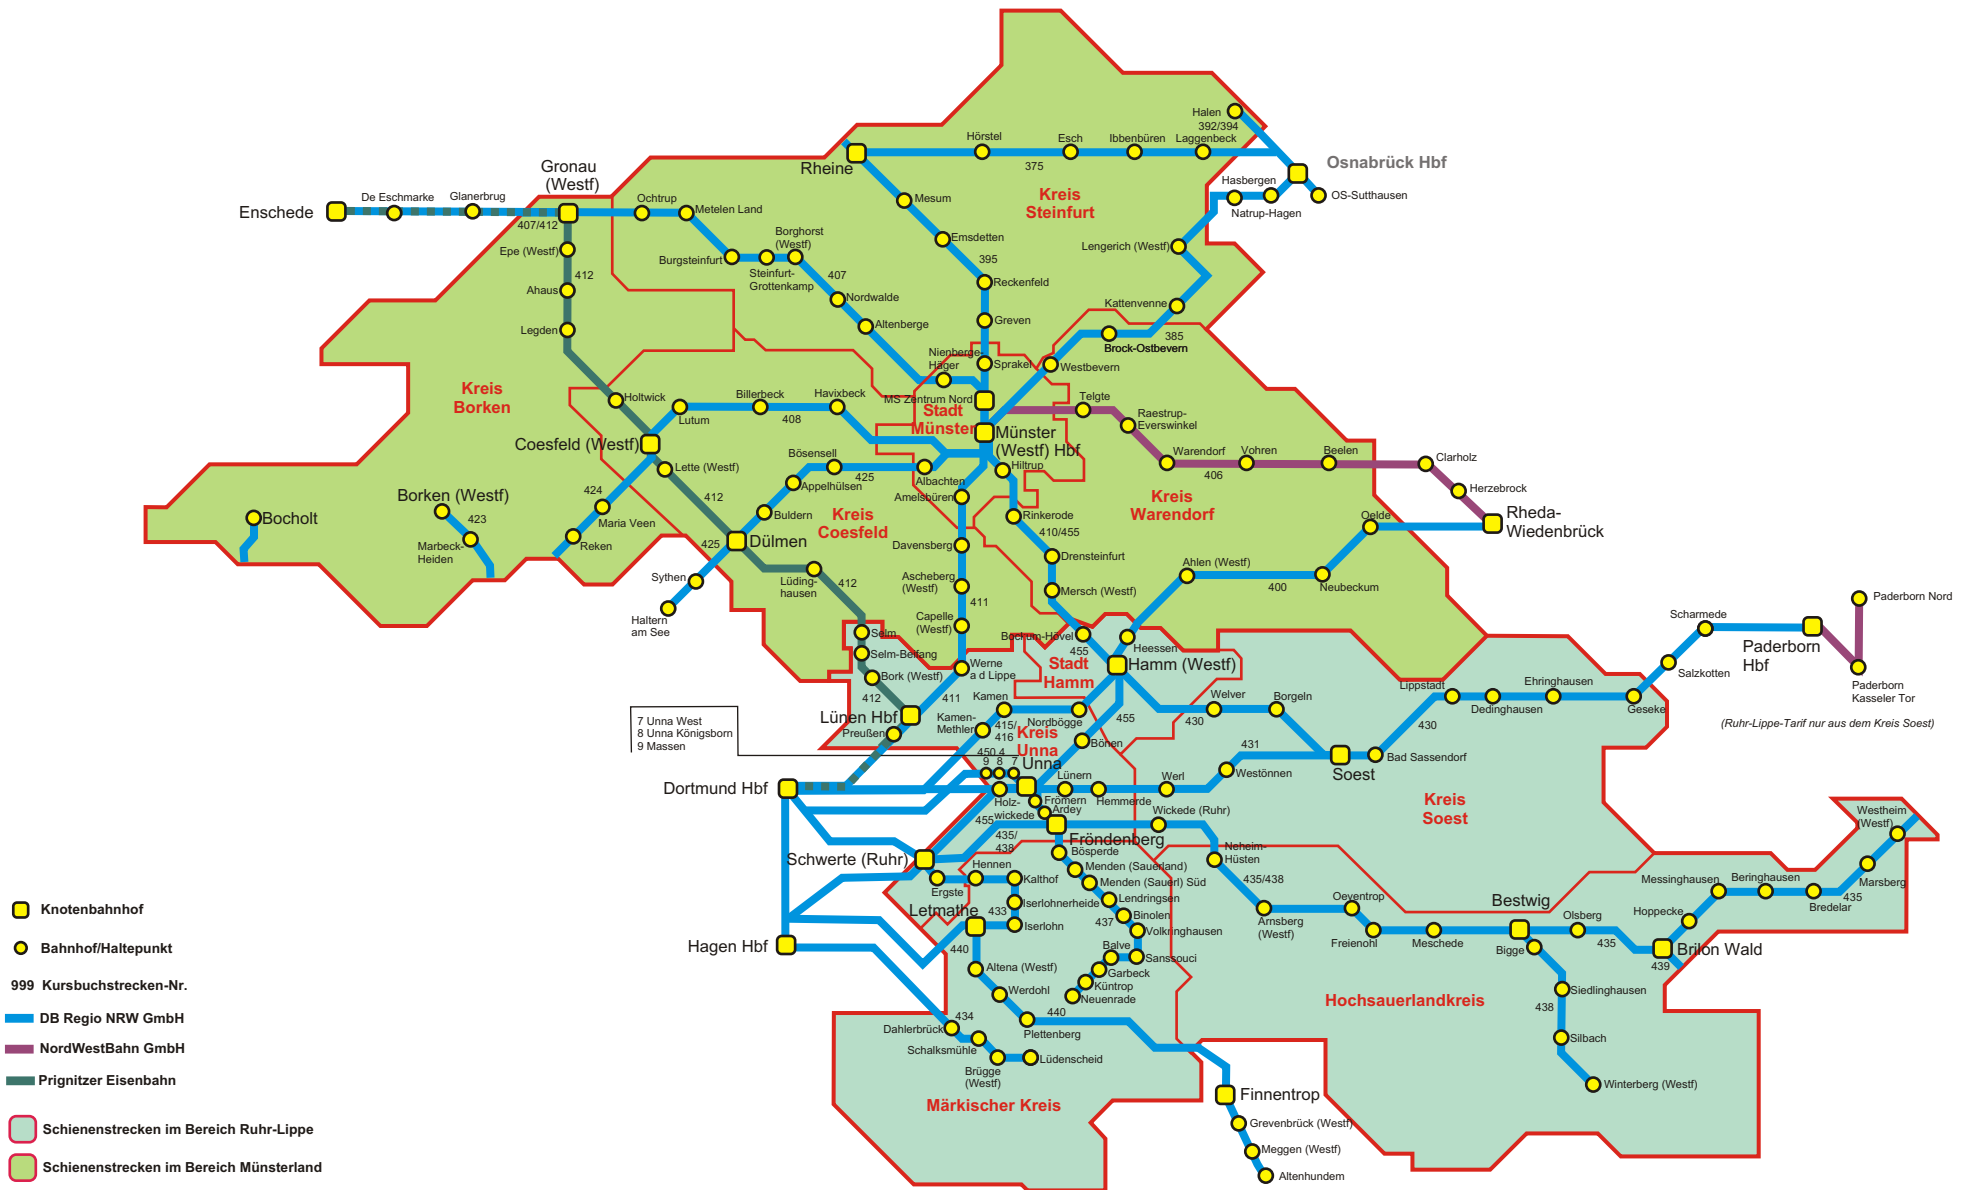 Halen
392/394
Hörstel
Esch
Ibbenbüren
Laggenbeck
375
Rheine
Osnabrück Hbf
Gronau
(Westf)
Kreis
Steinfurt
Hasbergen
Natrup-Hagen
OS-Sutthausen
Enschede
De Eschmarke
Glanerbrug
407/412
Ochtrup
Metelen Land
Mesum
Emsdetten
395
Epe (Westf)
Burgsteinfurt
Borghorst
(Westf)
Steinfurt-
Grottenkamp
407
Lengerich (Westf)
412
Ahaus
Nordwalde
Reckenfeld
Kattenvenne
Legden
Altenberge
Greven
385
Brock-Ostbevern
Nienberge-
Häger
Sprakel
Westbevern
Kreis
Borken
Holtwick
Lutum
Billerbeck
408
Havixbeck
MS Zentrum Nord
Stadt
Münster
Telgte
Raestrup-
Everswinkel
Coesfeld (Westf)
Münster
(Westf) Hbf
Warendorf
Vohren
Beelen
406
Clarholz
Herzebrock
Lette (Westf)
Bösensell
425
Albachten
Hiltrup
Appelhülsen
Amelsbüren
Borken (Westf)
423
424
412
Bocholt
Marbeck-
Heiden
Maria Veen
Reken
Buldern
Kreis
Coesfeld
Rinkerode
410/455
Kreis
Warendorf
Oelde
Rheda-
Wiedenbrück
425
Dülmen
Davensberg
Drensteinfurt
Sythen
Haltern
am See
Lüding-
hausen
412
Ascheberg
(Westf)
411
Mersch (Westf)
Ahlen (Westf)
400
Neubeckum
Capelle
(Westf)
Selm
Selm-Beifang
Bork (Westf)
412
411
Werne
a d Lippe
Bockum-Hövel
455
Heessen
Stadt
Hamm
Hamm (Westf)
Scharmede
Paderborn
Hbf
Paderborn Nord
Salzkotten
Paderborn
Kasseler Tor
(Ruhr-Lippe-Tarif nur aus dem Kreis Soest)
7 Unna West
8 Unna Königsborn
9 Massen
Lünen Hbf
Preußen
Kamen
Kamen-
Methler
415/
416
Nordbögge
455
Welver
430
Borgeln
Lippstadt
430
Dedinghausen
Ehringhausen
Geseke
Kreis
Unna
Bönen
431
Bad Sassendorf
Dortmund Hbf
450.4
9
8
7
Unna
Lünern
Hemmerde
Werl
Westönnen
Soest
Holz-
wickede
Frömern
Ardey
Kreis
Soest
455
435/
438
Fröndenberg
Wickede (Ruhr)
Westheim
(Westf)
Schwerte (Ruhr)
Bösperde
Neheim-
Hüsten
Ergste
Hennen
Kalthof
Menden (Sauerland)
Menden (Sauerl) Süd
435/438
Messinghausen
Beringhausen
Marsberg
Bredelar
435
Letmathe
433
Iserlohnerheide
Iserlohn
Lendringsen
437
Binolen
Volkringhausen
Oeventrop
Arnsberg
(Westf)
Freienohl
Meschede
Bestwig
Olsberg
Hoppecke
Hagen Hbf
440
Balve
Sanssouci
Bigge
435
Brilon Wald
439
Altena (Westf)
Garbeck
Küntrop
Neuenrade
Werdohl
Hochsauerlandkreis
Siedlinghausen
438
Dahlerbrück
434
440
Plettenberg
Schalksmühle
Silbach
Brügge
(Westf)
Lüdenscheid
Winterberg (Westf)
Märkischer Kreis
Finnentrop
Grevenbrück (Westf)
Meggen (Westf)
Altenhundem
Knotenbahnhof
Bahnhof/Haltepunkt
999 Kursbuchstrecken-Nr.
DB Regio NRW GmbH
NordWestBahn GmbH
Prignitzer Eisenbahn
Schienenstrecken im Bereich Ruhr-Lippe
Schienenstrecken im Bereich Münsterland